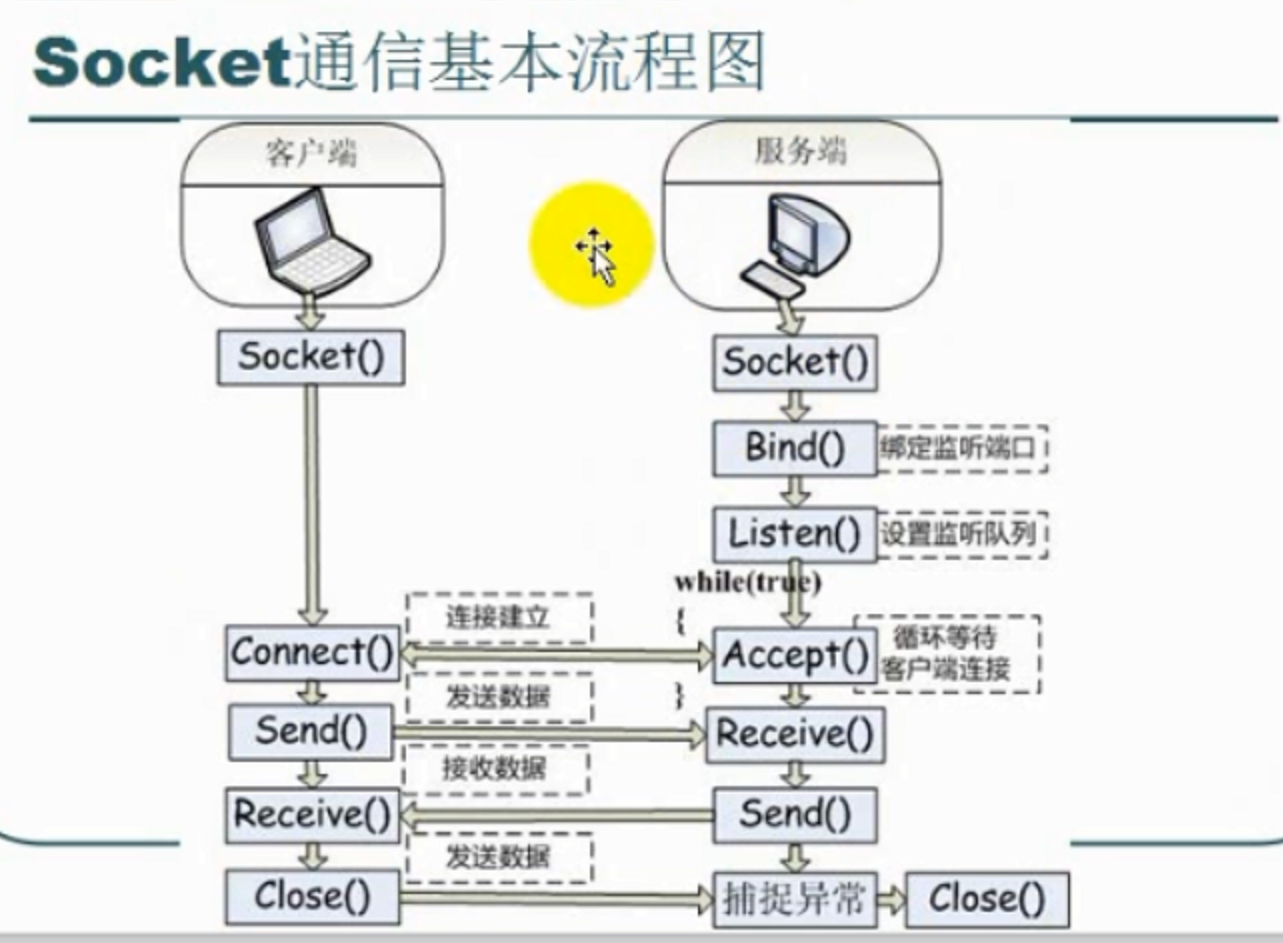 Socket通信基本流程图
客户端
服务端
Socket()
Socket()
Bind()
绑定监听端口
Listen()
设置监听队列
while(true)
{
连接建立
Connect()
Accept()
循环等待
客户端连接
}
发送数据
Send()
Receive()
接收数据
Receive()
Send()
发送数据
Close()
捕捉异常
Close()